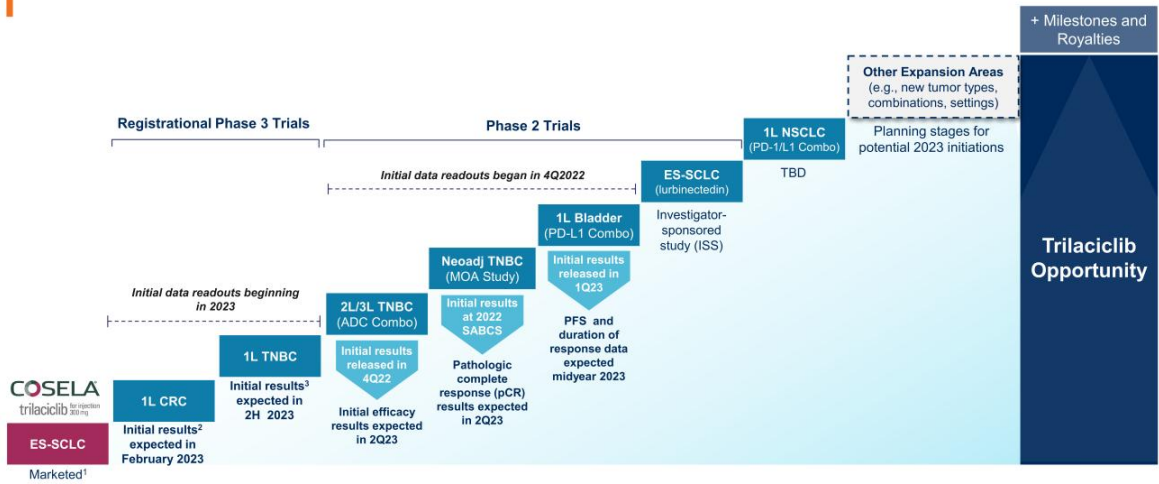 + Milestones and
Royalties
Other Expansion Areas
(e.g., new tumor types,
combinations, settings)
Planning stages for
potential 2023 initiations
Registrational Phase 3 Trials
Phase 2 Trials
1L NSCLC
(PD-1/L1 Combo)
TBD
Initial data readouts began in 4Q2022
ES-SCLC
(lurbinectedin)
Investigator-
sponsored
study (ISS)
1L Bladder
(PD-L1 Combo)
Initial results
released in
1Q23
PFS and
duration of
response data
expected
midyear 2023
Neoadj TNBC
(MOA Study)
Initial results
at 2022
SABCS
Pathologic
complete
response (pCR)
results expected
in 2Q23
Initial data readouts beginning
in 2023
2L/3L TNBC
(ADC Combo)
Initial results
released in
4Q22
Initial efficacy
results expected
in 2Q23
1L TNBC
Initial results³
expected in
2H 2023
1L CRC
Initial results²
expected in
February 2023
COSELA
trilaciclib for injection
300 mg
ES-SCLC
Marketed¹
Trilaciclib
Opportunity